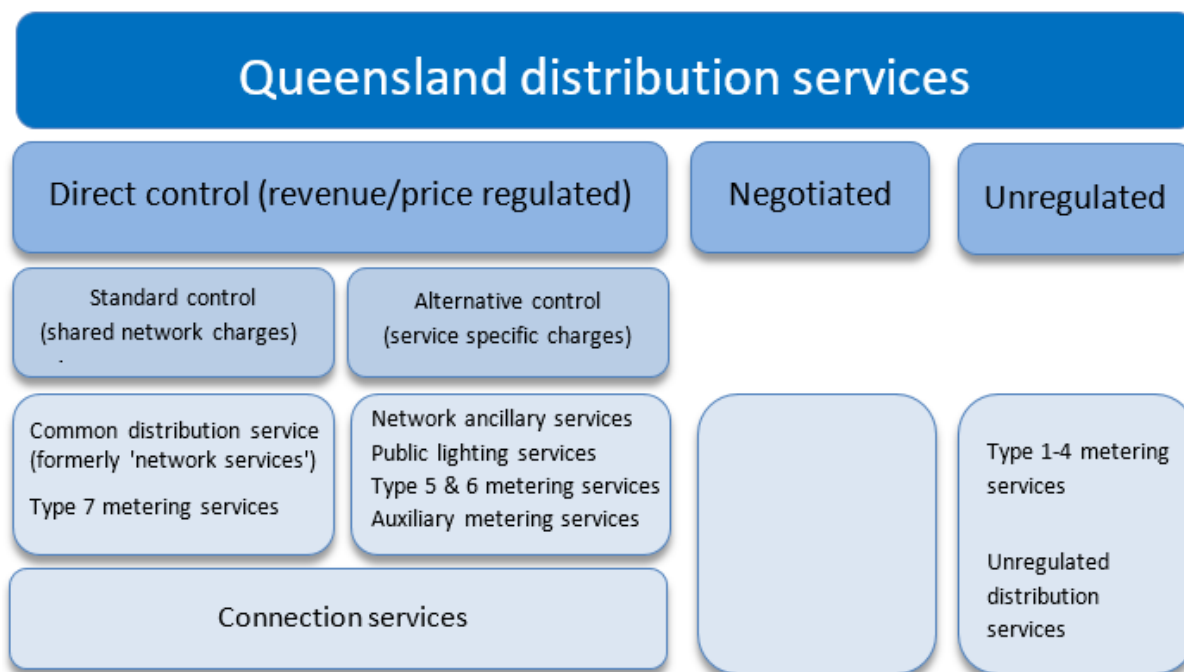 Queensland distribution services
Direct control (revenue/price regulated)
Negotiated
Unregulated
Standard control
(shared network charges)
.
Alternative control
(service specific charges)
Common distribution service
(formerly 'network services')
Type 7 metering services
Network ancillary services
Public lighting services
Type 5 & 6 metering services
Auxiliary metering services
Type 1-4 metering
services
Unregulated
distribution
services
Connection services